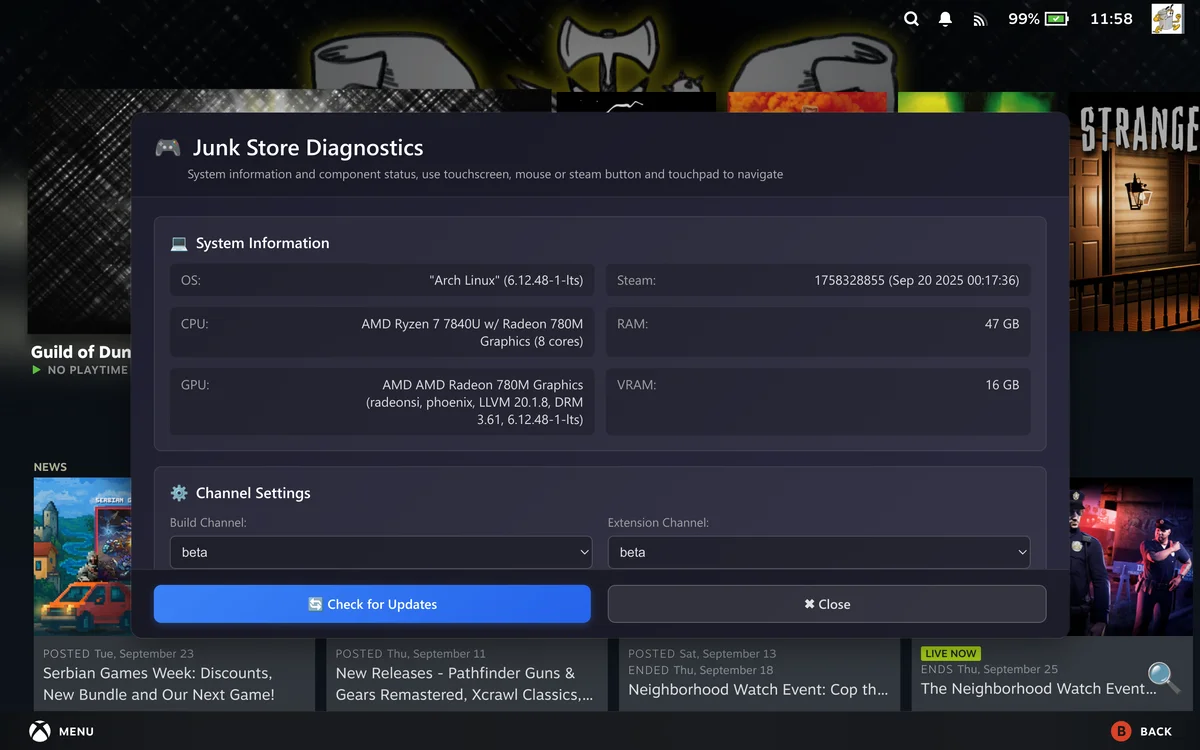 99%
11:58
STRANGE
Junk Store Diagnostics
System information and component status, use touchscreen, mouse or steam button and touchpad to navigate
System Information
OS:
"Arch Linux" (6.12.48-1-lts)
Steam:
1758328855 (Sep 20 2025 00:17:36)
CPU:
AMD Ryzen 7 7840U w/ Radeon 780M
Graphics (8 cores)
RAM:
47 GB
GPU:
AMD AMD Radeon 780M Graphics
(radeonsi, phoenix, LLVM 20.1.8, DRM
3.61, 6.12.48-1-lts)
VRAM:
16 GB
Guild of Dun
NO PLAYTIME
Channel Settings
Build Channel:
beta
Extension Channel:
beta
Check for Updates
✖ Close
NEWS
SERBIAN G
POSTED Tue, September 23
Serbian Games Week: Discounts,
New Bundle and Our Next Game!
POSTED Thu, September 11
New Releases - Pathfinder Guns &
Gears Remastered, Xcrawl Classics,...
POSTED Sat, September 13
ENDED Thu, September 18
Neighborhood Watch Event: Cop th...
LIVE NOW
ENDS Thu, September 25
The Neighborhood Watch Event...
MENU
B BACK